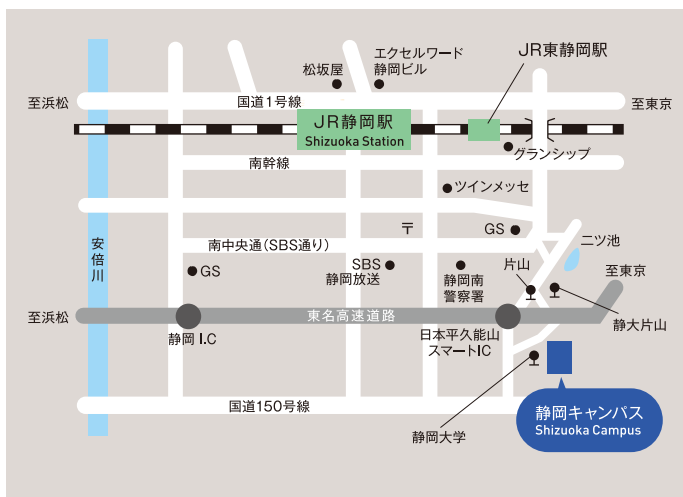 エクセルワード
静岡ビル
松坂屋
JR東静岡駅
至浜松
国道1号線
至東京
JR静岡駅
Shizuoka Station
グランシップ
南幹線
ツインメッセ
〒
GS
二ツ池
南中央通(SBS通り)
安倍川
GS
SBS
静岡放送
静岡南
警察署
片山
至東京
至浜松
東名高速道路
静岡 I.C
日本平久能山
スマートIC
静大片山
国道150号線
静岡大学
静岡キャンパス
Shizuoka Campus